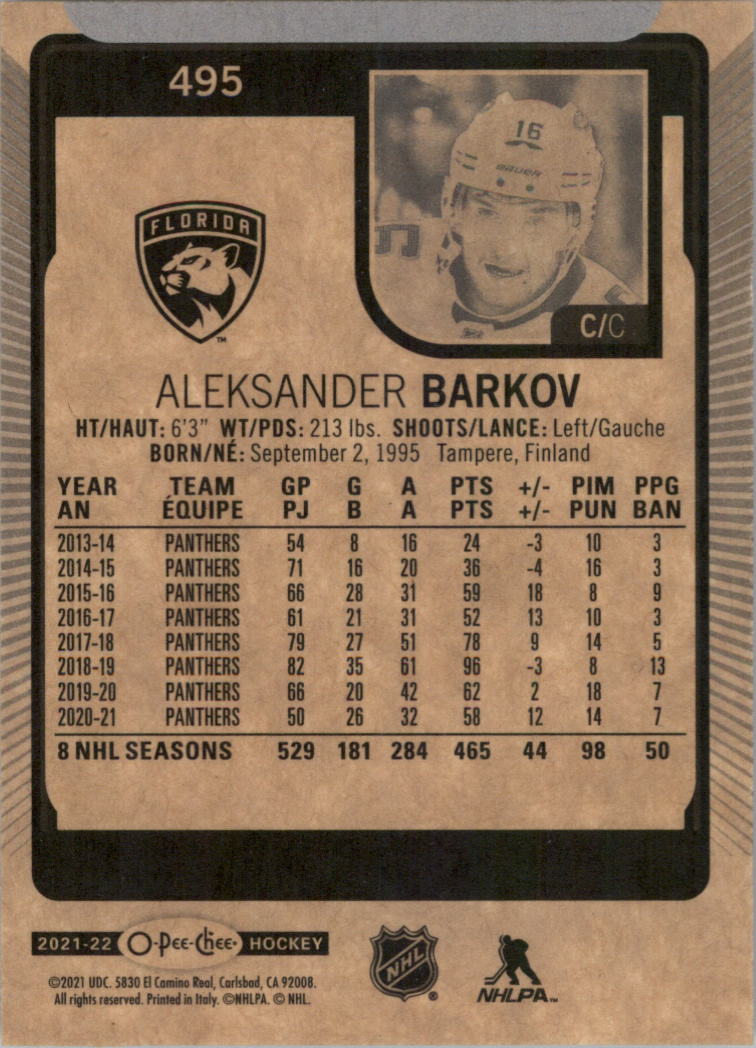 495
16
BAUER
FLORIDA
TM
C/C
ALEKSANDER BARKOV
HT/HAUT: 6'3" WT/PDS: 213 lbs. SHOOTS/LANCE: Left/Gauche
BORN/NÉ: September 2, 1995 Tampere, Finland
YEAR TEAM GP G A PTS +/- PIM PPG
AN ÉQUIPE PJ B A PTS +/- PUN BAN
2013-14 PANTHERS 54 8 16 24 -3 10 3
2014-15 PANTHERS 71 16 20 36 -4 16 3
2015-16 PANTHERS 66 28 31 59 18 8 9
2016-17 PANTHERS 61 21 31 52 13 10 3
2017-18 PANTHERS 79 27 51 78 9 14 5
2018-19 PANTHERS 82 35 61 96 -3 8 13
2019-20 PANTHERS 66 20 42 62 2 18 7
2020-21 PANTHERS 50 26 32 58 12 14 7
8 NHL SEASONS 529 181 284 465 44 98 50
2021-22 O-Pee-Chee HOCKEY
©2021 UDC. 5830 El Camino Real, Carlsbad, CA 92008.
All rights reserved. Printed in Italy. ©NHLPA. © NHL.
NHL ®
NHLPA™